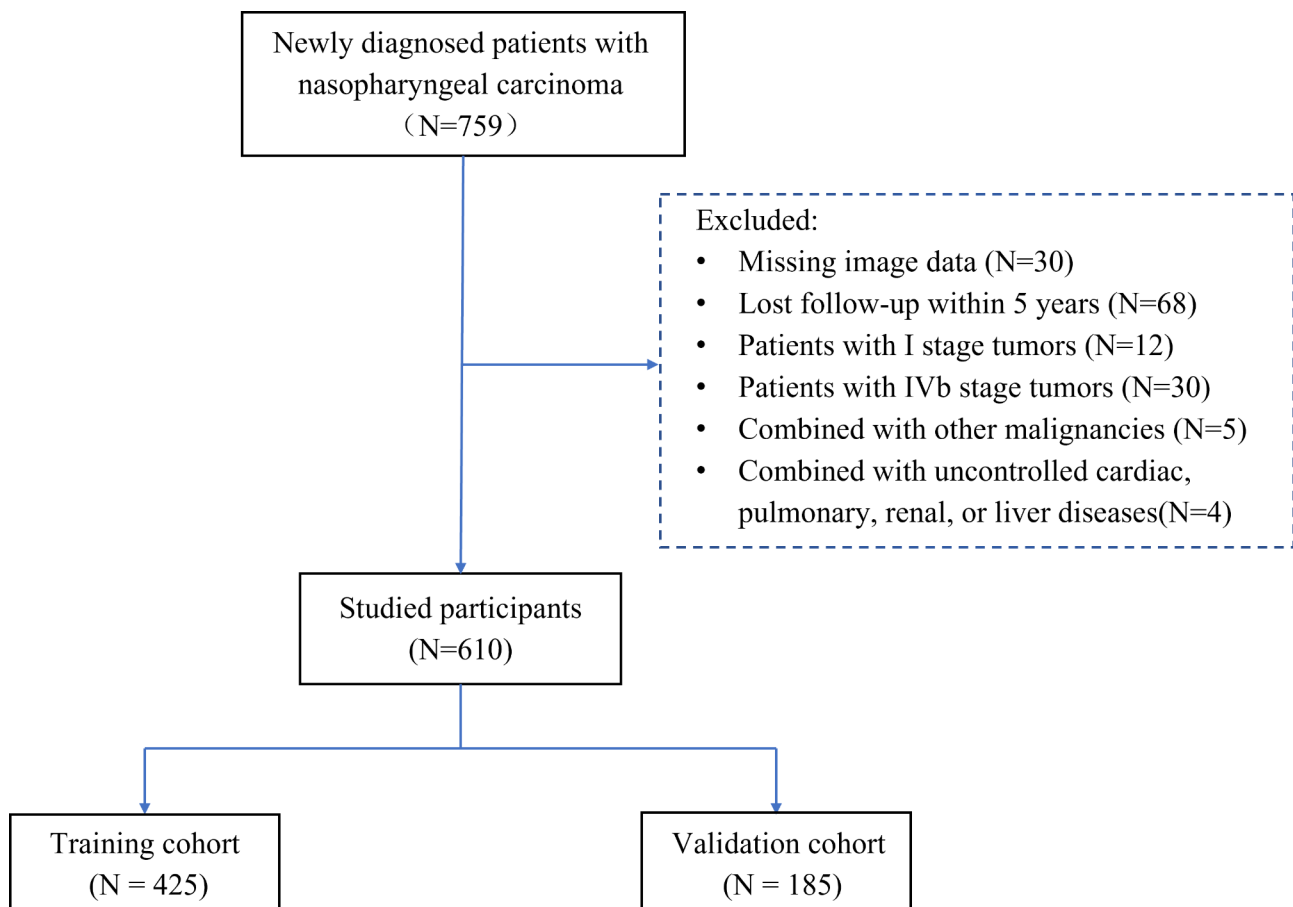 Newly diagnosed patients with
nasopharyngeal carcinoma
（N=759）
Excluded:
• Missing image data (N=30)
• Lost follow-up within 5 years (N=68)
• Patients with I stage tumors (N=12)
• Patients with IVb stage tumors (N=30)
• Combined with other malignancies (N=5)
• Combined with uncontrolled cardiac,
pulmonary, renal, or liver diseases(N=4)
Studied participants
(N=610)
Training cohort
(N = 425)
Validation cohort
(N = 185)